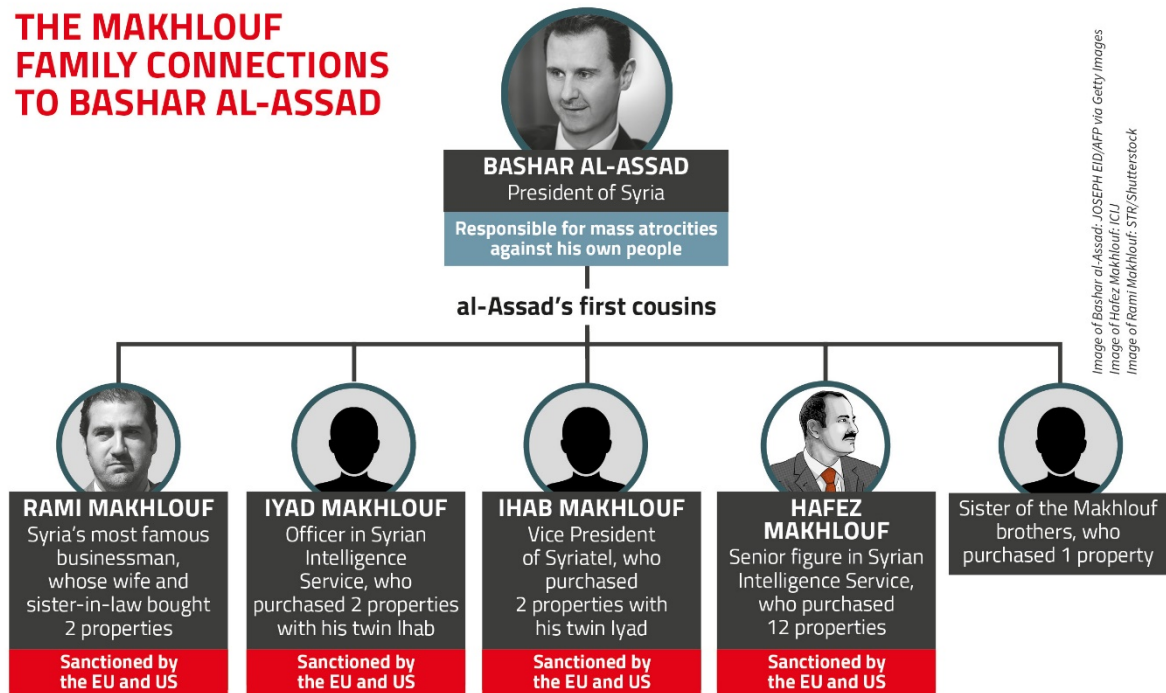 THE MAKHLOUF
FAMILY CONNECTIONS
TO BASHAR AL-ASSAD
BASHAR AL-ASSAD
President of Syria
Responsible for mass atrocities
against his own people
al-Assad's first cousins
RAMI MAKHLOUF
Syria's most famous
businessman,
whose wife and
sister-in-law bought
2 properties
Sanctioned by
the EU and US
IYAD MAKHLOUF
Officer in Syrian
Intelligence
Service, who
purchased 2 properties
with his twin Ihab
Sanctioned by
the EU and US
IHAB MAKHLOUF
Vice President
of Syriatel, who
purchased
2 properties with
his twin Iyad
Sanctioned by
the EU and US
HAFEZ
MAKHLOUF
Senior figure in Syrian
Intelligence Service,
who purchased
12 properties
Sanctioned by
the EU and US
Sister of the Makhlouf
brothers, who
purchased 1 property
Image of Bashar al-Assad: JOSEPH EID/AFP via Getty Images
Image of Hafez Makhlouf: ICIJ
Image of Rami Makhlouf: STR/Shutterstock